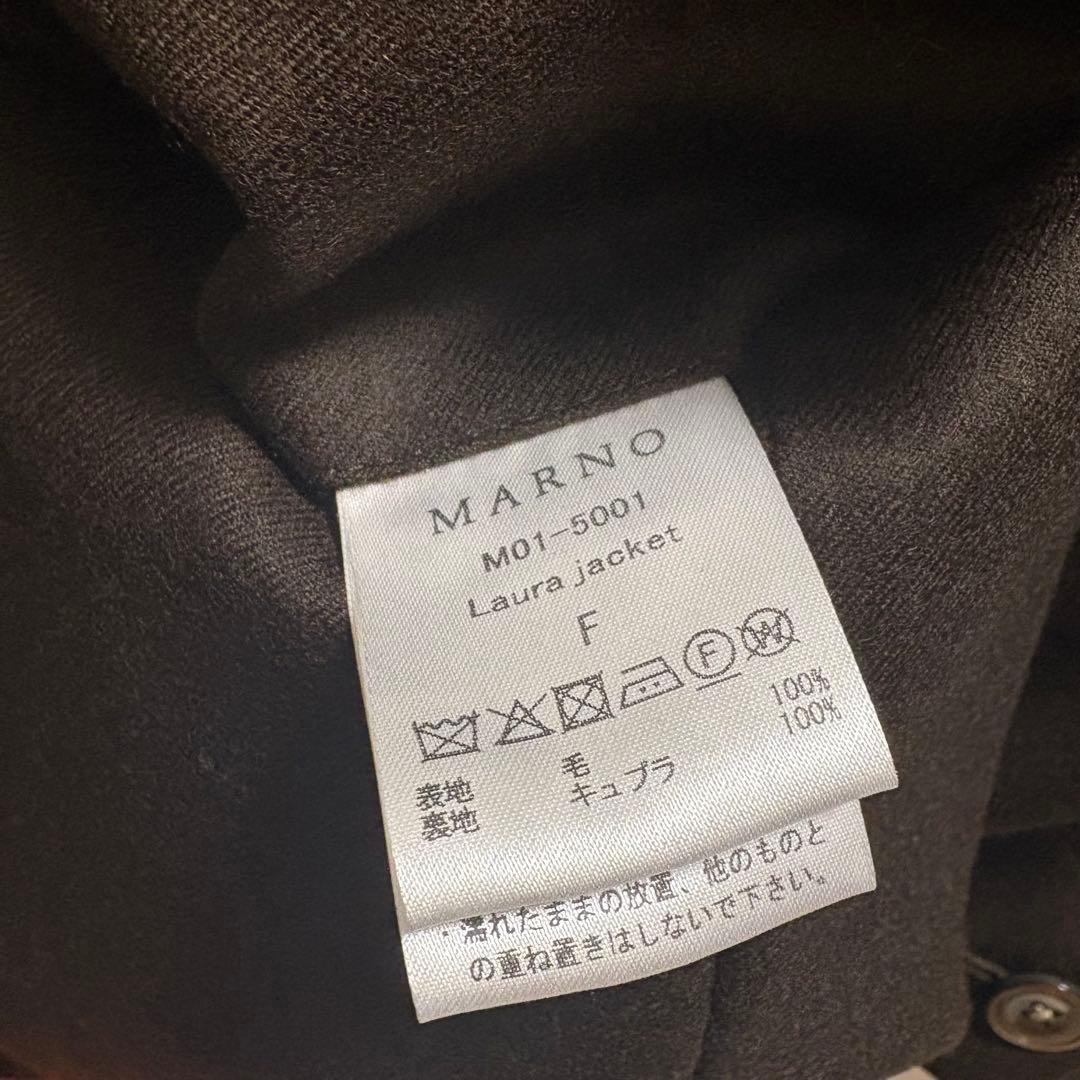 MARNO
M01-5001
Laura jacket
F
F W
表地 毛 100%
裏地 キュプラ 100%
・濡れたままの放置、他のものと
の重ね置きはしないで下さい。